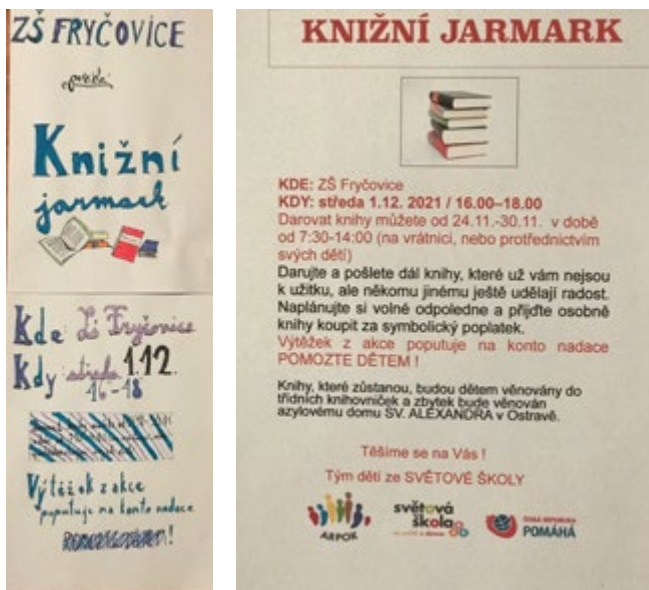 ZŠ FRYČOVICE
pořádá:
Knižní
jarmark
Kde: ZŠ Fryčovice
Kdy: středa 1.12.
16-18
Výtěžek z akce
poputuje na konto nadace
KNIŽNÍ JARMARK
KDE: ZŠ Fryčovice
KDY: středa 1.12. 2021 / 16.00–18.00
Darovat knihy můžete od 24.11.-30.11. v době
od 7:30-14:00 (na vrátnici, nebo protřednictvím
svých dětí)
Darujte a pošlete dál knihy, které už vám nejsou
k užitku, ale někomu jinému ještě udělají radost.
Naplánujte si volné odpoledne a přijďte osobně
knihy koupit za symbolický poplatek.
Výtěžek z akce poputuje na konto nadace
POMOZTE DĚTEM !
Knihy, které zůstanou, budou dětem věnovány do
třídních knihovniček a zbytek bude věnován
azylovému domu SV. ALEXANDRA v Ostravě.
Těšíme se na Vás !
Tým dětí ze SVĚTOVÉ ŠKOLY
ARPOK
světová
škola
ČESKÁ REPUBLIKA
POMÁHÁ